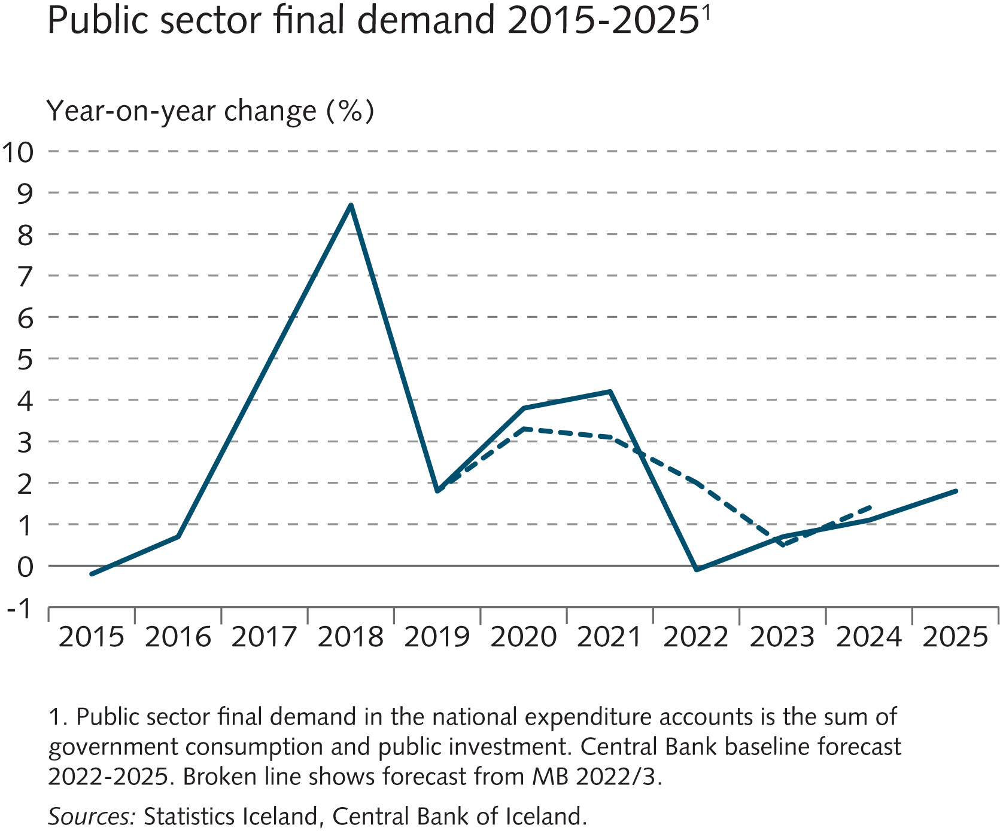 Public sector final demand 2015-2025¹
Year-on-year change (%)
10
9
8
7
6
5
4
3
2
1
0
-1
2015 2016 2017 2018 2019 2020 2021 2022 2023 2024 2025
1. Public sector final demand in the national expenditure accounts is the sum of
government consumption and public investment. Central Bank baseline forecast
2022-2025. Broken line shows forecast from MB 2022/3.
Sources: Statistics Iceland, Central Bank of Iceland.